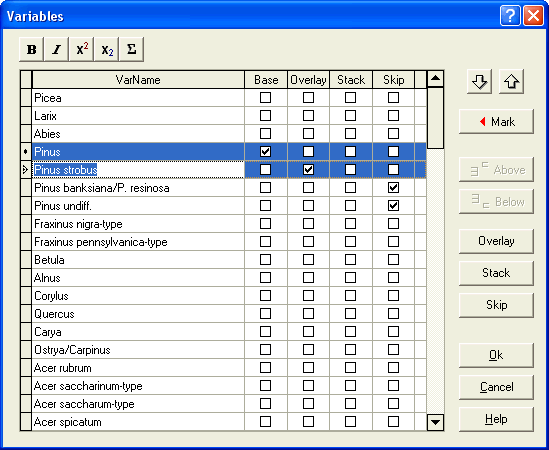 Variables
B I x² x₂ Σ
VarName Base Overlay Stack Skip
Picea
Larix
Abies
Pinus
Pinus strobus
Pinus banksiana/P. resinosa
Pinus undiff.
Fraxinus nigra-type
Fraxinus pennsylvanica-type
Betula
Alnus
Corylus
Quercus
Carya
Ostrya/Carpinus
Acer rubrum
Acer saccharinum-type
Acer saccharum-type
Acer spicatum
Mark
Above
Below
Overlay
Stack
Skip
Ok
Cancel
Help